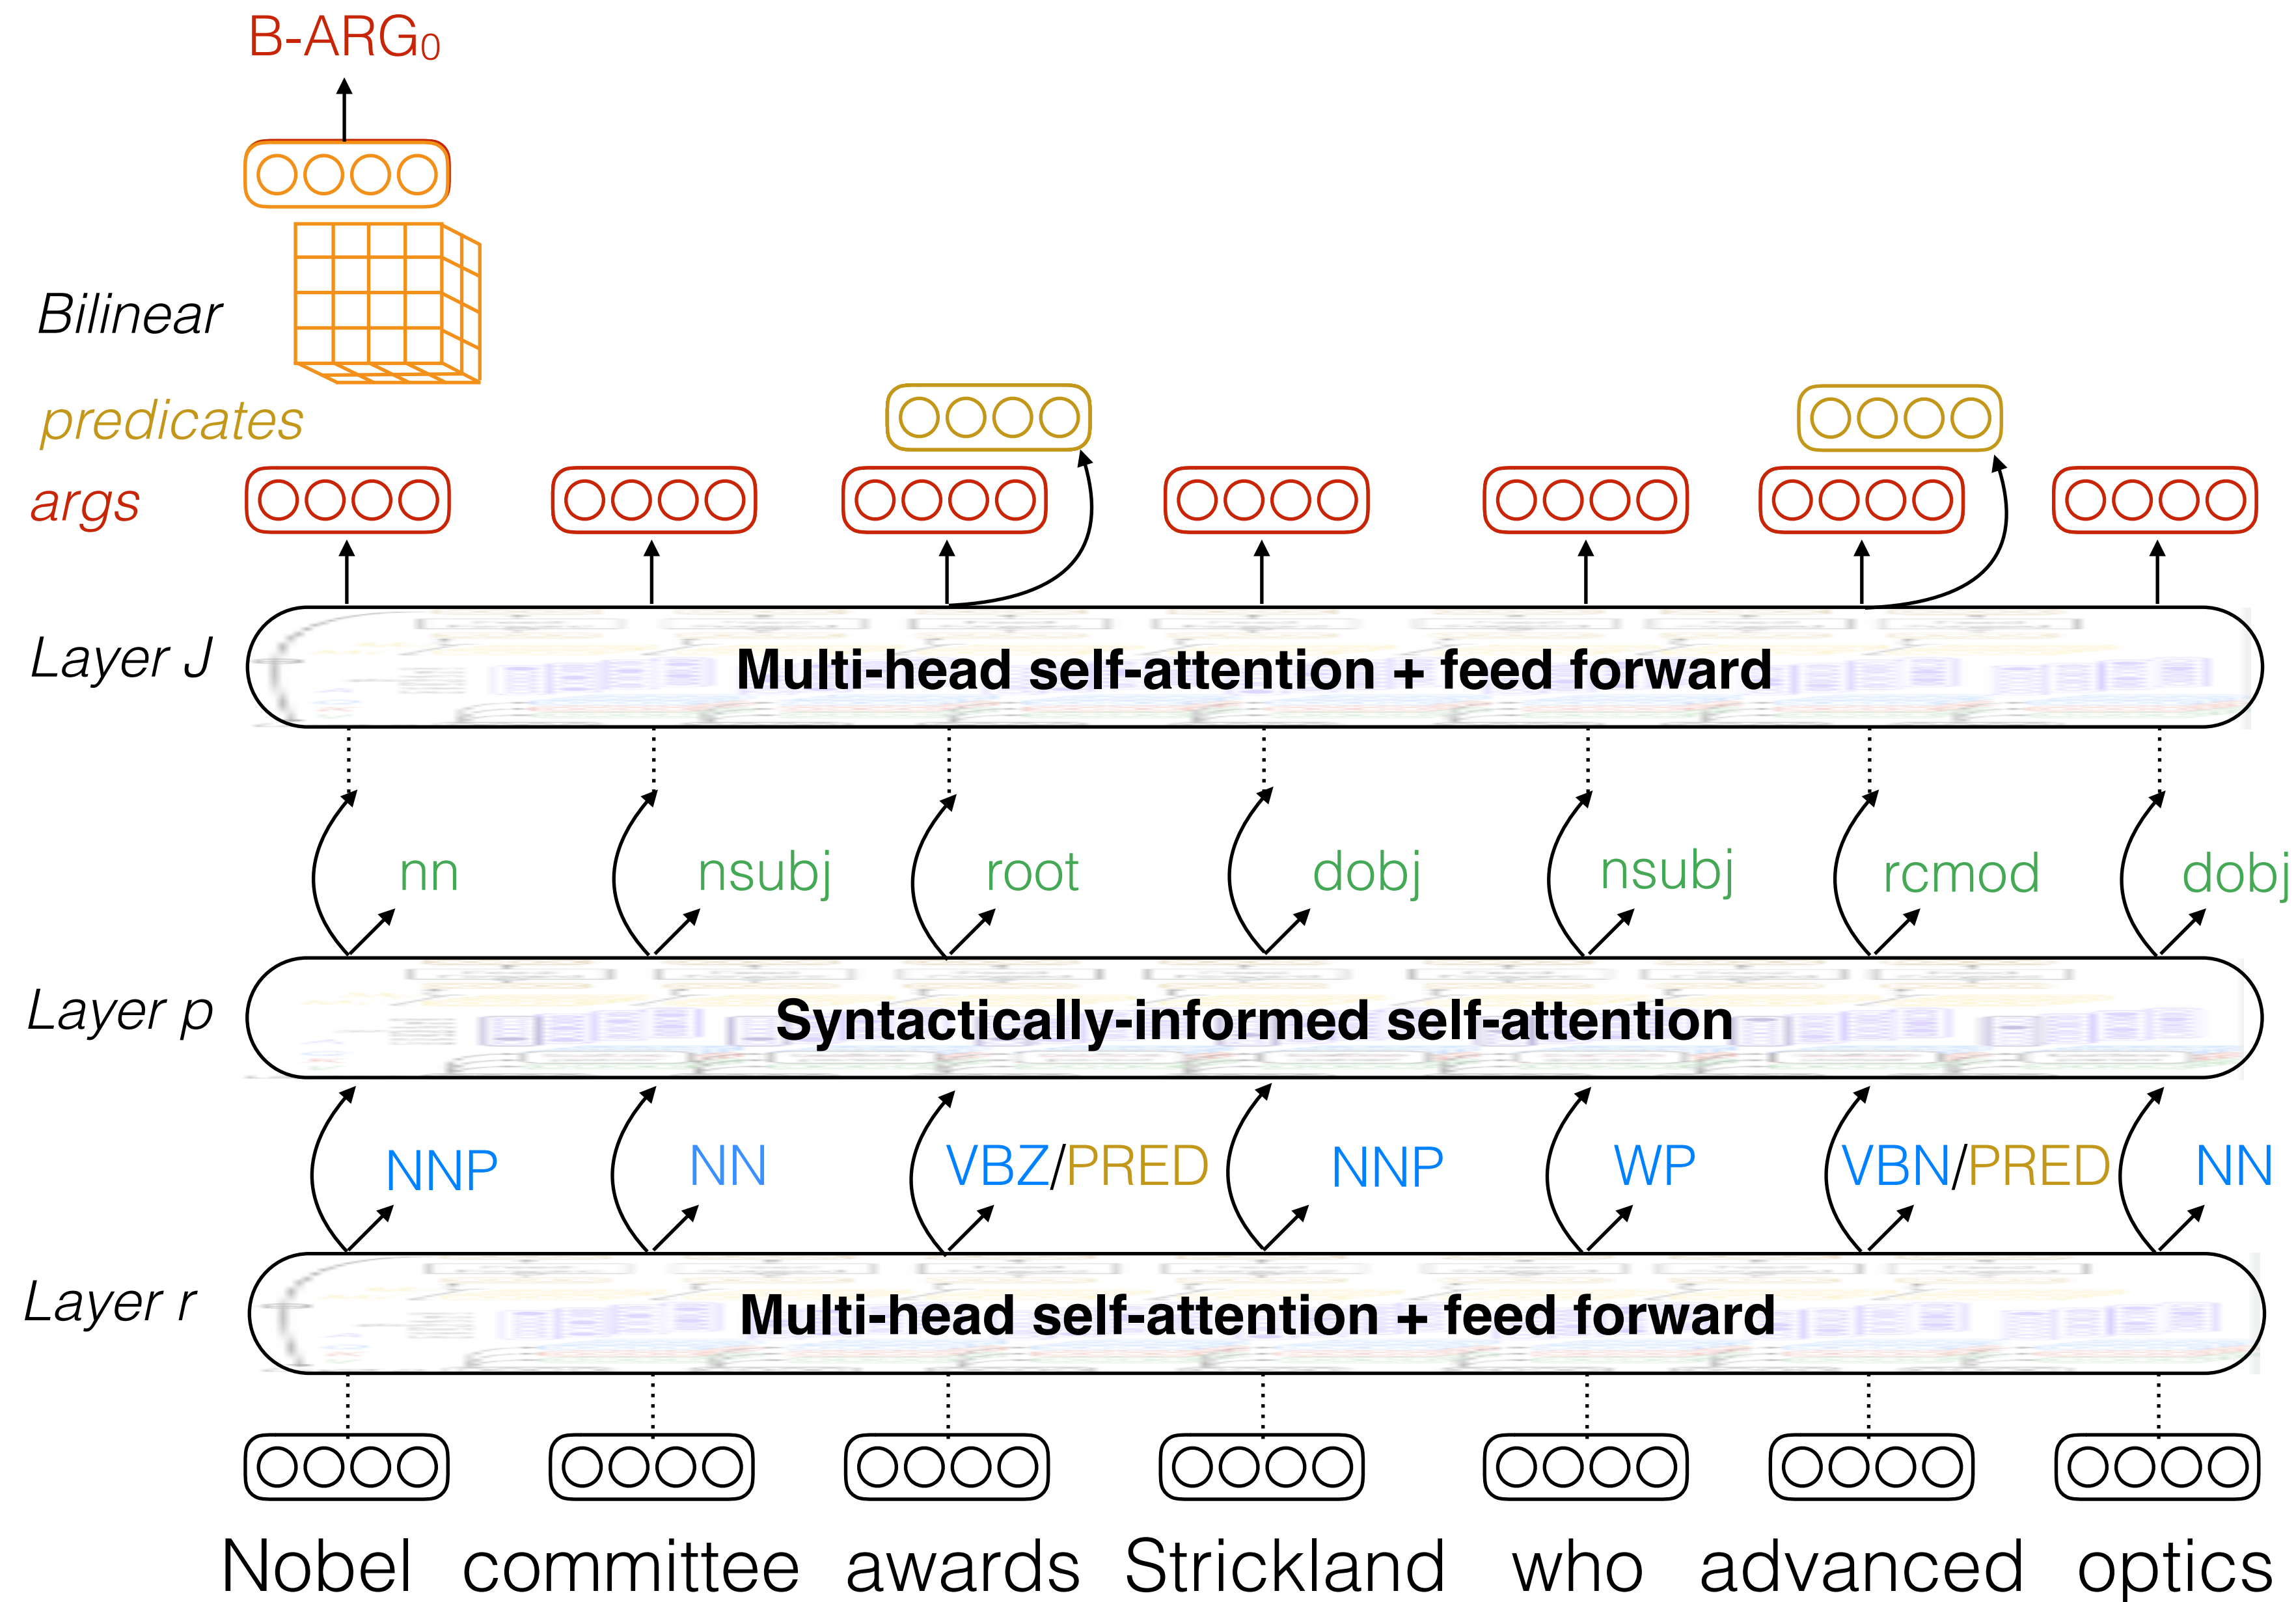 B-ARG0
Bilinear
predicates
args
Layer J Multi-head self-attention + feed forward
nn nsubj root dobj nsubj rcmod dobj
Layer p Syntactically-informed self-attention
NNP NN VBZ/PRED NNP WP VBN/PRED NN
Layer r Multi-head self-attention + feed forward
Nobel committee awards Strickland who advanced optics